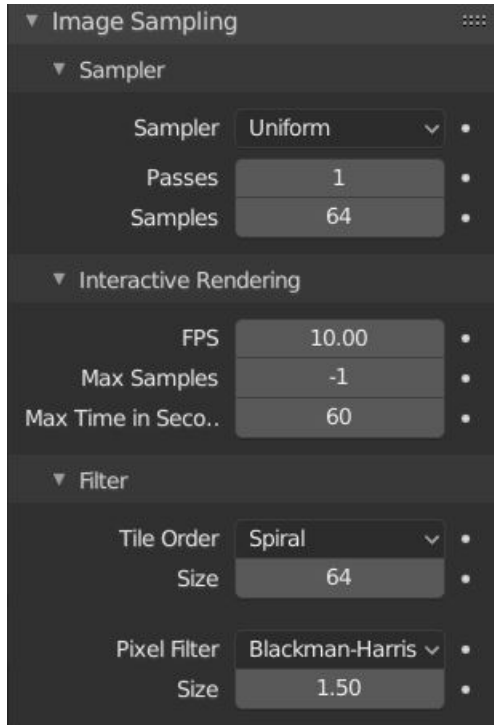 Image Sampling
Sampler
Sampler Uniform
Passes 1
Samples 64
Interactive Rendering
FPS 10.00
Max Samples -1
Max Time in Seco.. 60
Filter
Tile Order Spiral
Size 64
Pixel Filter Blackman-Harris
Size 1.50